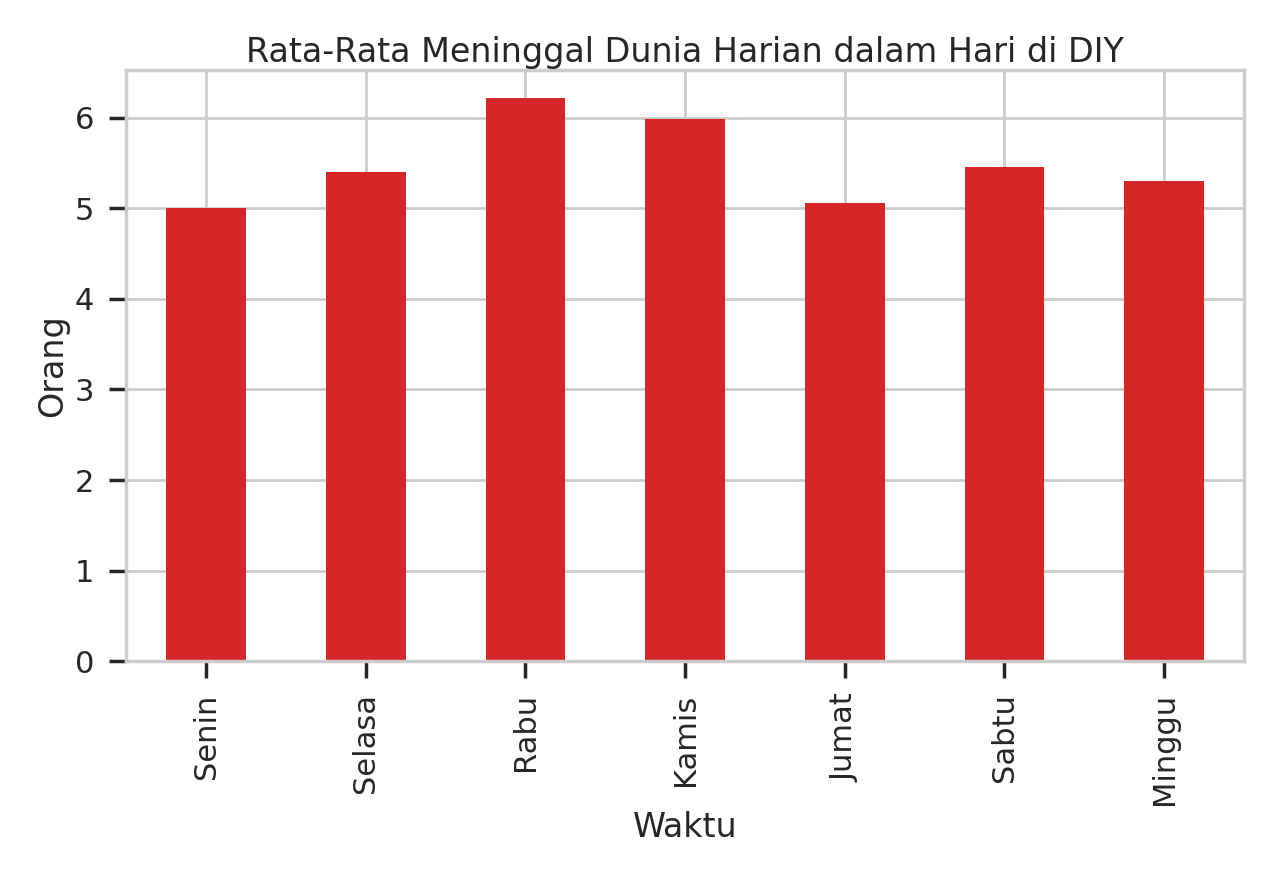 Rata-Rata Meninggal Dunia Harian dalam Hari di DIY
Orang
6
5
4
3
2
1
0
Senin
Selasa
Rabu
Kamis
Jumat
Sabtu
Minggu
Waktu